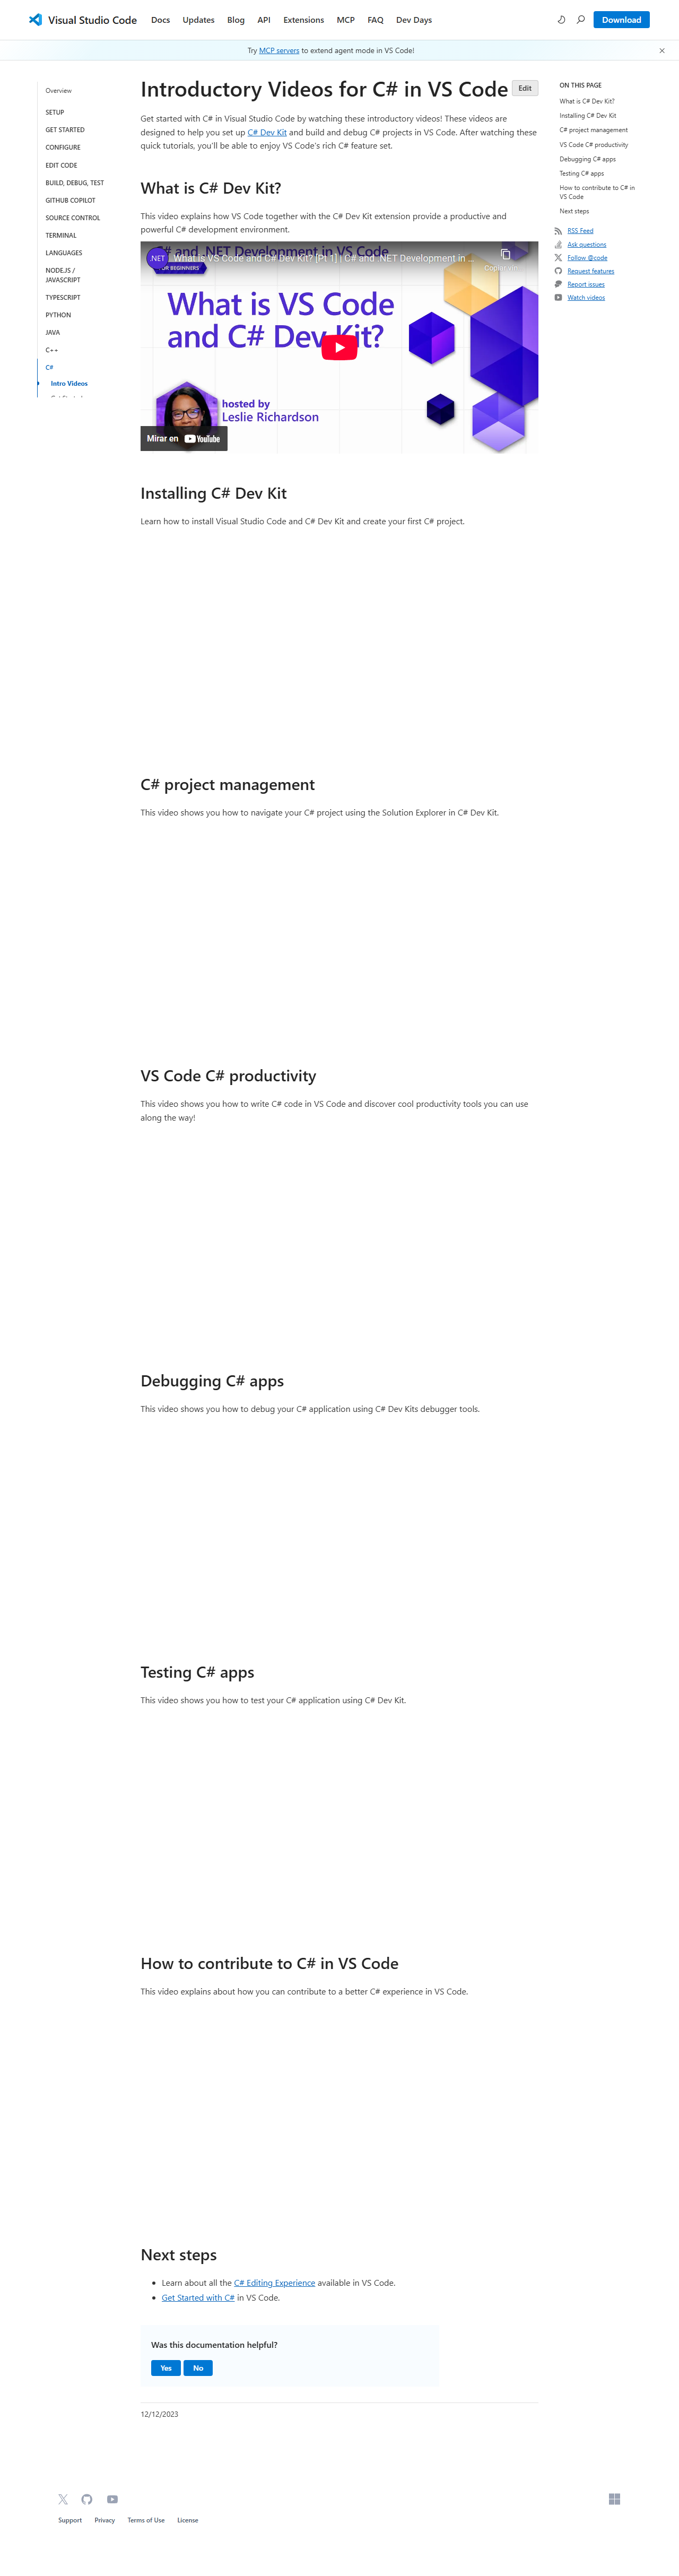 Visual Studio Code Docs Updates Blog API Extensions MCP FAQ Dev Days Download
Try MCP servers to extend agent mode in VS Code!
Overview
SETUP
GET STARTED
CONFIGURE
EDIT CODE
BUILD, DEBUG, TEST
GITHUB COPILOT
SOURCE CONTROL
TERMINAL
LANGUAGES
NODE.JS /
JAVASCRIPT
TYPESCRIPT
PYTHON
JAVA
C++
C#
Intro Videos
Introductory Videos for C# in VS Code
Edit
Get started with C# in Visual Studio Code by watching these introductory videos! These videos are
designed to help you set up C# Dev Kit and build and debug C# projects in VS Code. After watching these
quick tutorials, you'll be able to enjoy VS Code's rich C# feature set.
What is C# Dev Kit?
This video explains how VS Code together with the C# Dev Kit extension provide a productive and
powerful C# development environment.
C# and .NET Development in VS Code
.NET
What is VS Code and C# Dev Kit? [Pt 1] | C# and .NET Development in ...
FOR BEGINNERS
What is VS Code
and C# Dev Kit?
hosted by
Leslie Richardson
Mirar en YouTube
Installing C# Dev Kit
Learn how to install Visual Studio Code and C# Dev Kit and create your first C# project.
C# project management
This video shows you how to navigate your C# project using the Solution Explorer in C# Dev Kit.
VS Code C# productivity
This video shows you how to write C# code in VS Code and discover cool productivity tools you can use
along the way!
Debugging C# apps
This video shows you how to debug your C# application using C# Dev Kits debugger tools.
Testing C# apps
This video shows you how to test your C# application using C# Dev Kit.
How to contribute to C# in VS Code
This video explains about how you can contribute to a better C# experience in VS Code.
Next steps
Learn about all the C# Editing Experience available in VS Code.
Get Started with C# in VS Code.
Was this documentation helpful?
Yes No
12/12/2023
ON THIS PAGE
What is C# Dev Kit?
Installing C# Dev Kit
C# project management
VS Code C# productivity
Debugging C# apps
Testing C# apps
How to contribute to C# in
VS Code
Next steps
RSS Feed
Ask questions
Follow @code
Request features
Report issues
Watch videos
Support Privacy Terms of Use License